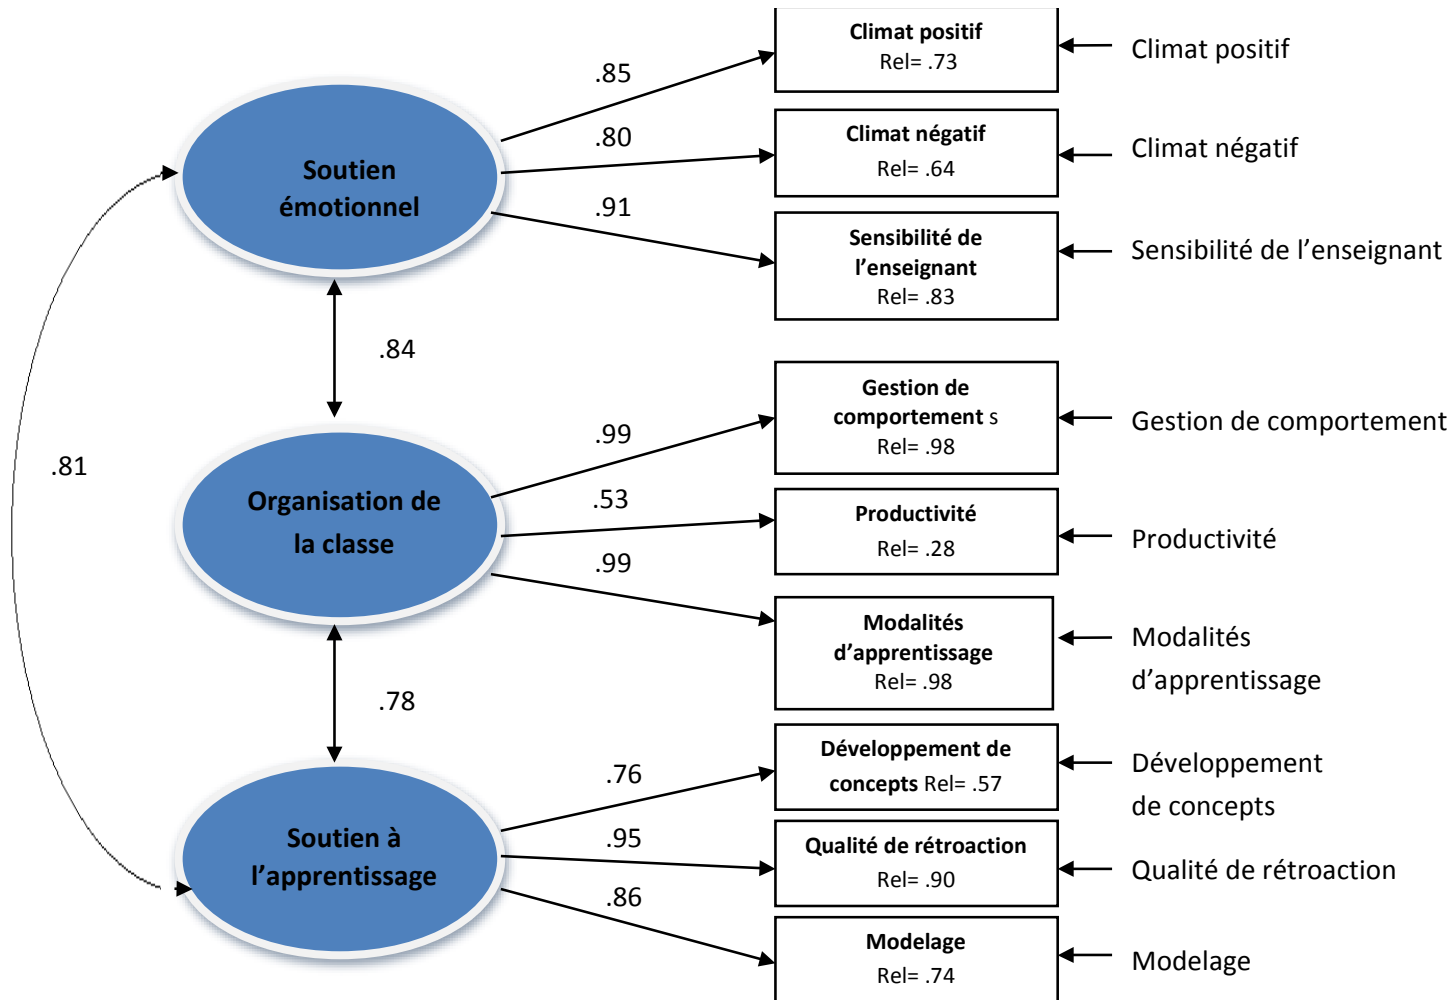 Climat positif
Rel= .73
Climat positif
.85
.80
Climat négatif
Rel= .64
Climat négatif
Soutien
émotionnel
.91
Sensibilité de
l’enseignant
Rel= .83
Sensibilité de l’enseignant
.84
Gestion de
comportement s
Rel= .98
Gestion de comportement
.99
.81
Organisation de
la classe
.53
Productivité
Rel= .28
Productivité
.99
Modalités
d’apprentissage
Rel= .98
Modalités
d’apprentissage
.78
Développement de
concepts Rel= .57
Développement
de concepts
.76
Soutien à
l’apprentissage
.95
Qualité de rétroaction
Rel= .90
Qualité de rétroaction
.86
Modelage
Rel= .74
Modelage